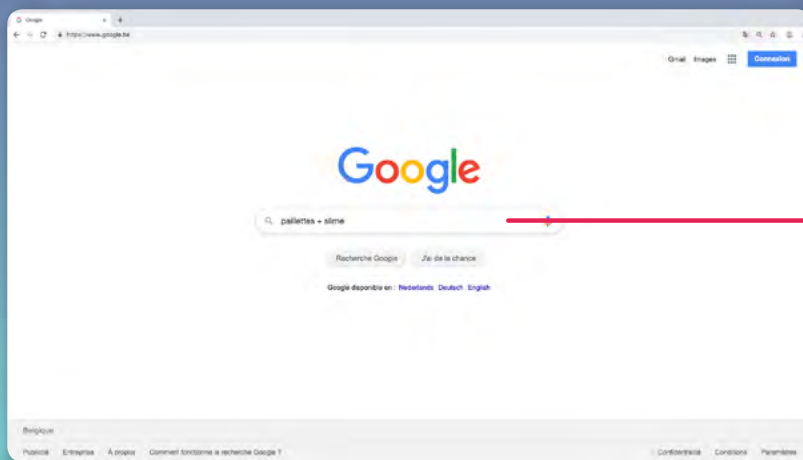 Google
https://www.google.be
Gmail Images
Connexion
Google
paillettes + slime
Recherche Google J'ai de la chance
Google disponible en : Nederlands Deutsch English
Belgique
Publicité Entreprise À propos Comment fonctionne la recherche Google ?
Confidentialité Conditions Paramètres